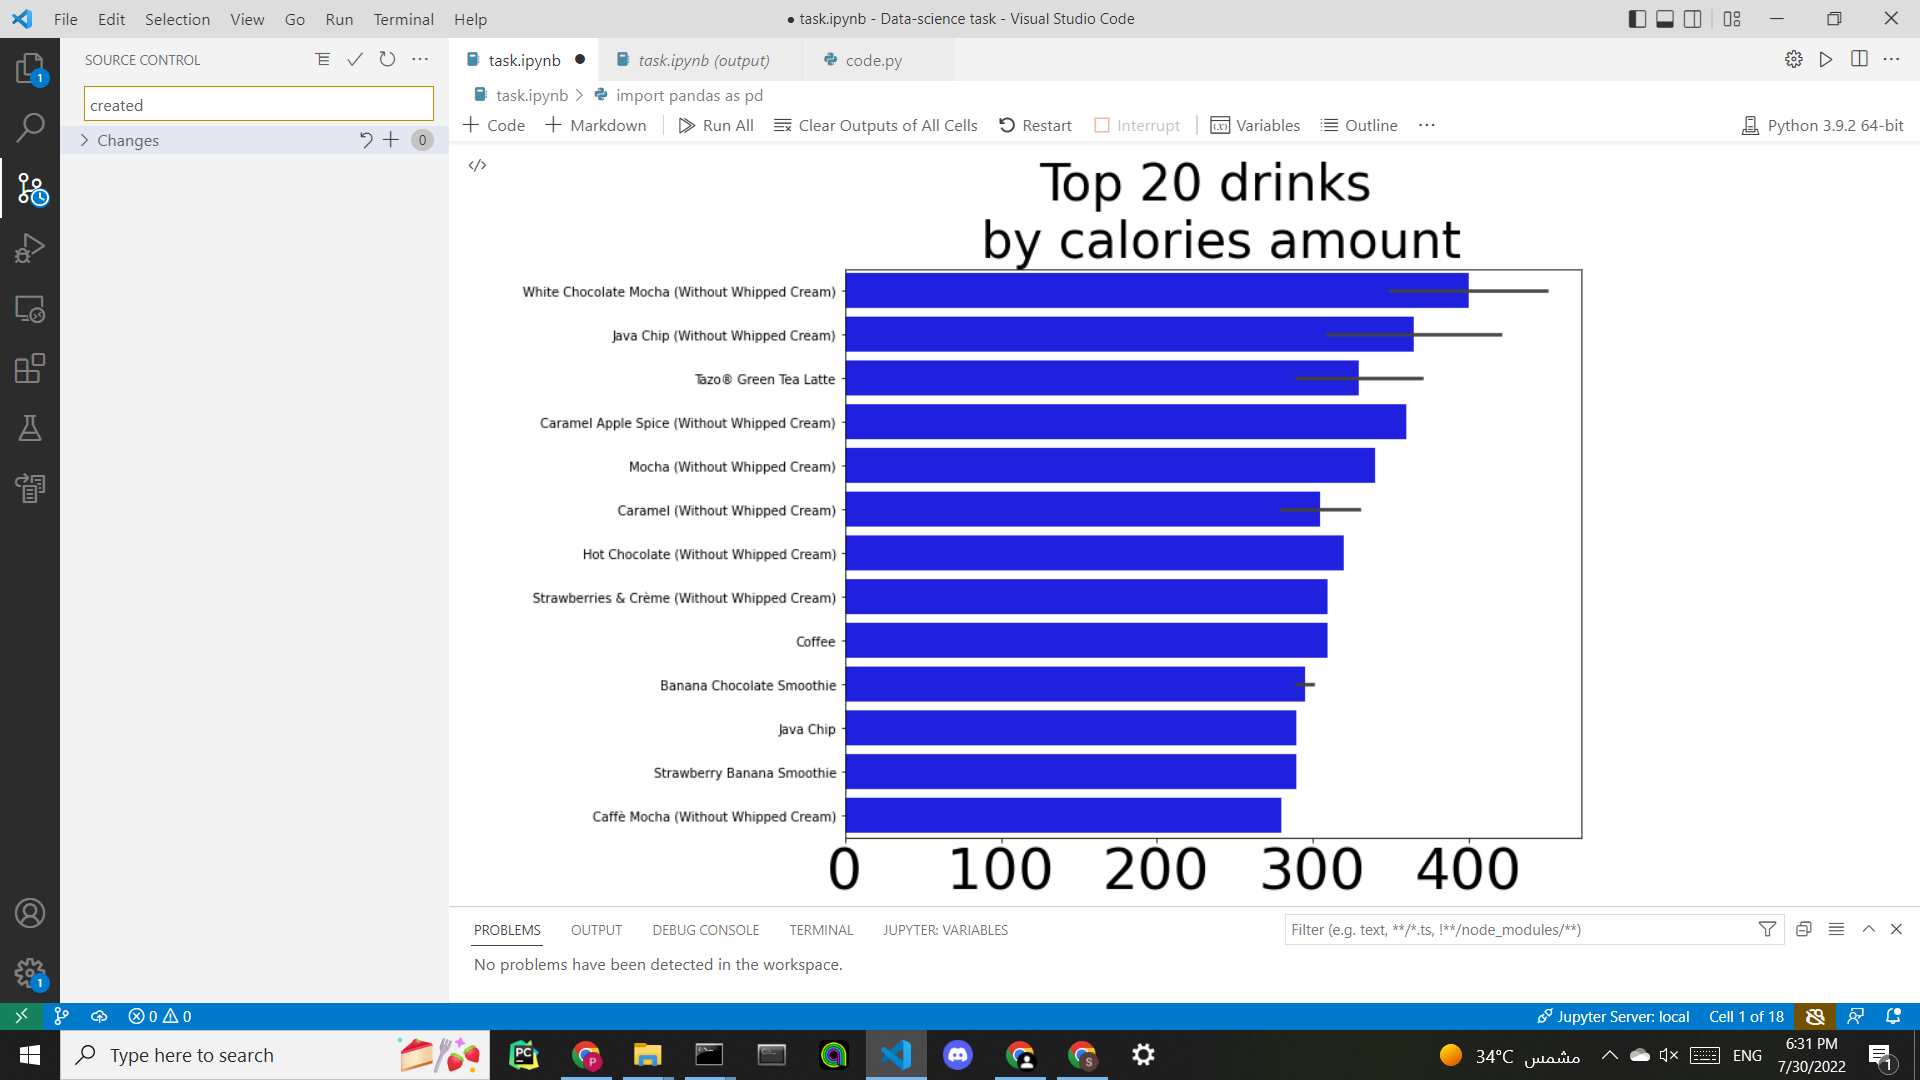 File Edit Selection View Go Run Terminal Help
● task.ipynb - Data-science task - Visual Studio Code
SOURCE CONTROL
created
Changes
0
1
task.ipynb ●
task.ipynb (output)
code.py
task.ipynb > import pandas as pd
+ Code + Markdown Run All Clear Outputs of All Cells Restart Interrupt Variables Outline ...
Python 3.9.2 64-bit
Top 20 drinks
by calories amount
White Chocolate Mocha (Without Whipped Cream)
Java Chip (Without Whipped Cream)
Tazo® Green Tea Latte
Caramel Apple Spice (Without Whipped Cream)
Mocha (Without Whipped Cream)
Caramel (Without Whipped Cream)
Hot Chocolate (Without Whipped Cream)
Strawberries & Crème (Without Whipped Cream)
Coffee
Banana Chocolate Smoothie
Java Chip
Strawberry Banana Smoothie
Caffè Mocha (Without Whipped Cream)
0 100 200 300 400
PROBLEMS OUTPUT DEBUG CONSOLE TERMINAL JUPYTER: VARIABLES
Filter (e.g. text, **/*.ts, !**/node_modules/**)
No problems have been detected in the workspace.
1
0 0
Jupyter Server: local
Cell 1 of 18
Type here to search
PC
P
S
34°C مشمس
ENG
6:31 PM
7/30/2022
1